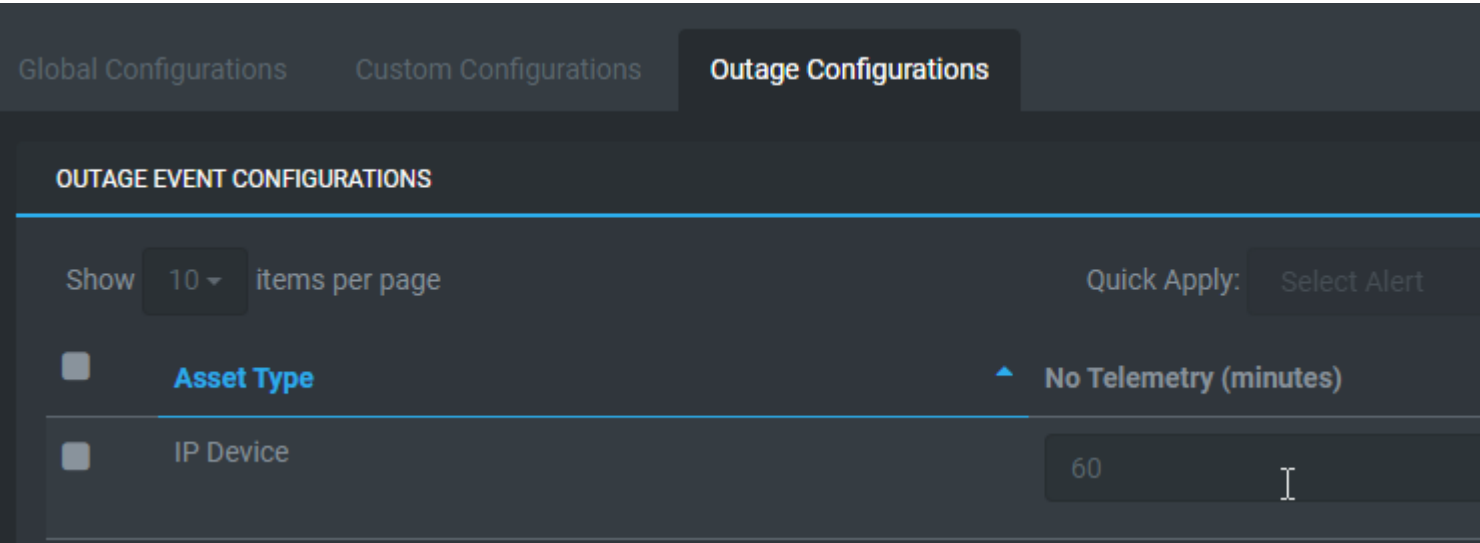 Global Configurations Custom Configurations Outage Configurations
OUTAGE EVENT CONFIGURATIONS
Show 10 items per page Quick Apply: Select Alert
Asset Type No Telemetry (minutes)
IP Device 60